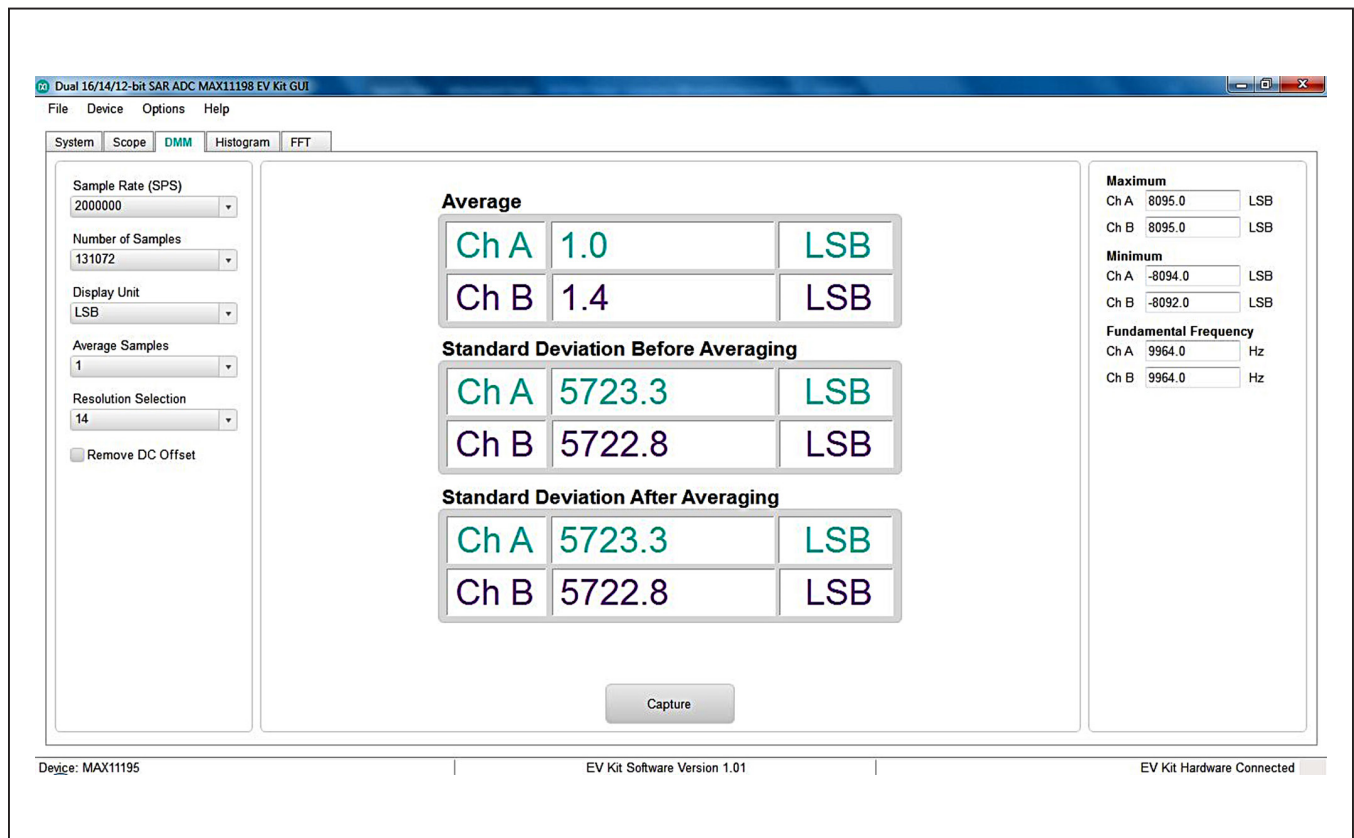 Dual 16/14/12-bit SAR ADC MAX11198 EV Kit GUI
File Device Options Help
System Scope DMM Histogram FFT
Sample Rate (SPS)
2000000
Number of Samples
131072
Display Unit
LSB
Average Samples
1
Resolution Selection
14
Remove DC Offset
Average
Ch A 1.0 LSB
Ch B 1.4 LSB
Standard Deviation Before Averaging
Ch A 5723.3 LSB
Ch B 5722.8 LSB
Standard Deviation After Averaging
Ch A 5723.3 LSB
Ch B 5722.8 LSB
Capture
Maximum
Ch A 8095.0 LSB
Ch B 8095.0 LSB
Minimum
Ch A -8094.0 LSB
Ch B -8092.0 LSB
Fundamental Frequency
Ch A 9964.0 Hz
Ch B 9964.0 Hz
Device: MAX11195 EV Kit Software Version 1.01 EV Kit Hardware Connected